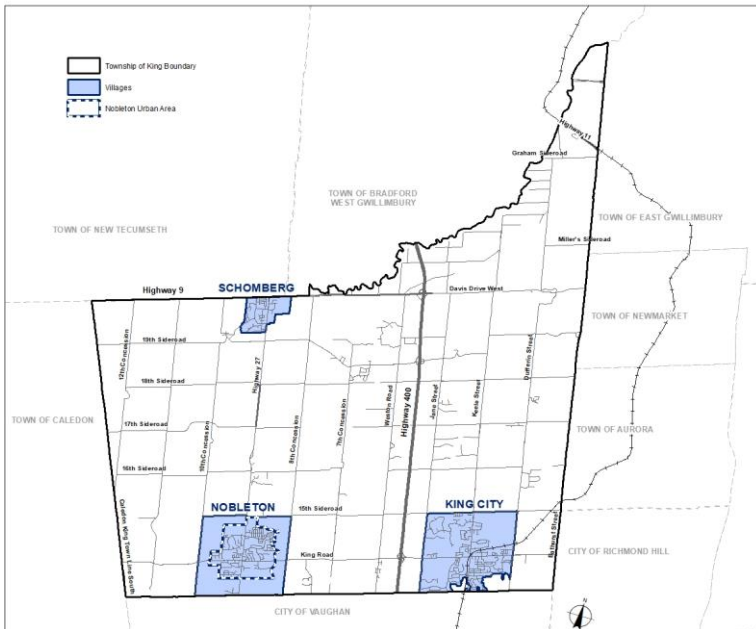 Township of King Boundary
Villages
Nobleton Urban Area
Highway 11
Graham Sideroad
TOWN OF BRADFORD
WEST GWILLIMBURY
TOWN OF NEW TECUMSETH
TOWN OF EAST GWILLIMBURY
Miller's Sideroad
Highway 9
SCHOMBERG
Davis Drive West
TOWN OF NEWMARKET
19th Sideroad
12th Concession
Highway 27
18th Sideroad
Dufferin Street
Weston Road
Highway 400
Jane Street
Keele Street
7th Concession
8th Concession
10th Concession
TOWN OF CALEDON
17th Sideroad
TOWN OF AURORA
16th Sideroad
NOBLETON
15th Sideroad
KING CITY
Caledon King Town Line South
King Road
Bathurst Street
CITY OF RICHMOND HILL
CITY OF VAUGHAN
N